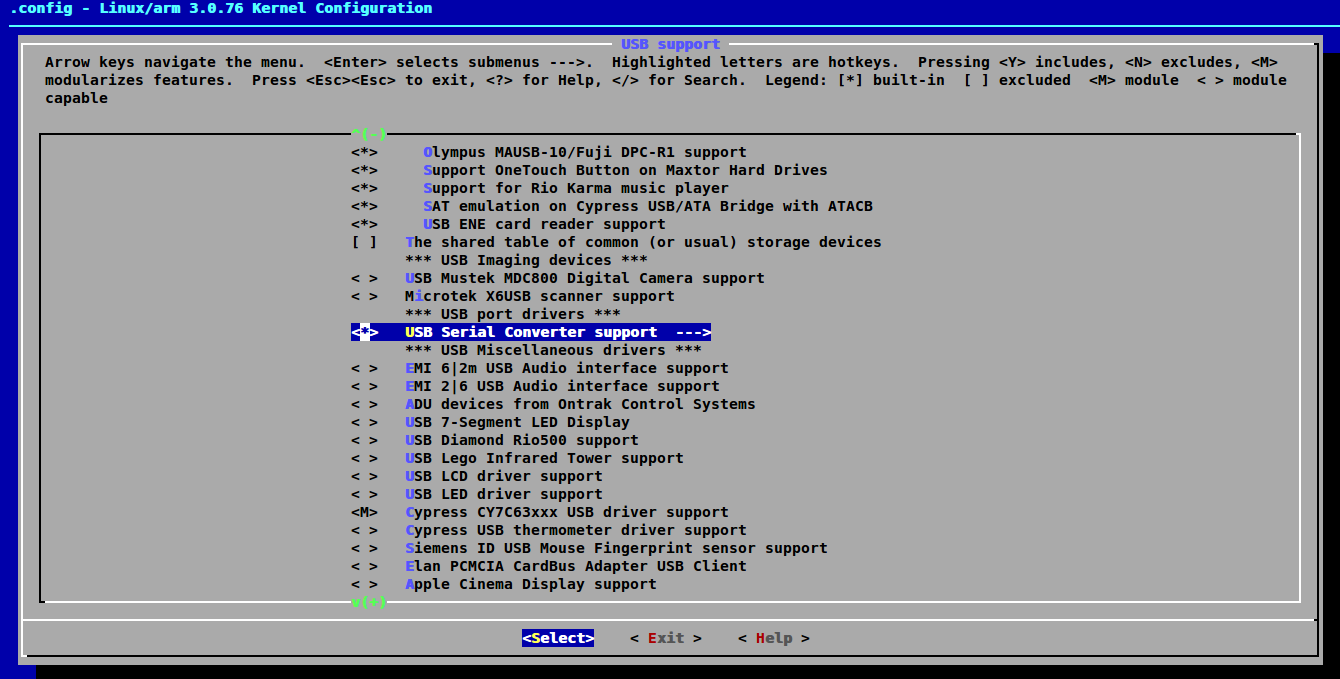 .config - Linux/arm 3.0.76 Kernel Configuration
USB support
Arrow keys navigate the menu.  <Enter> selects submenus --->.  Highlighted letters are hotkeys.  Pressing <Y> includes, <N> excludes, <M>
modularizes features.  Press <Esc><Esc> to exit, <?> for Help, </> for Search.  Legend: [*] built-in  [ ] excluded  <M> module  < > module
capable
^(-)
<*>     Olympus MAUSB-10/Fuji DPC-R1 support
<*>     Support OneTouch Button on Maxtor Hard Drives
<*>     Support for Rio Karma music player
<*>     SAT emulation on Cypress USB/ATA Bridge with ATACB
<*>     USB ENE card reader support
[ ]   The shared table of common (or usual) storage devices
*** USB Imaging devices ***
< >   USB Mustek MDC800 Digital Camera support
< >   Microtek X6USB scanner support
*** USB port drivers ***
<*>   USB Serial Converter support  --->
*** USB Miscellaneous drivers ***
< >   EMI 6|2m USB Audio interface support
< >   EMI 2|6 USB Audio interface support
< >   ADU devices from Ontrak Control Systems
< >   USB 7-Segment LED Display
< >   USB Diamond Rio500 support
< >   USB Lego Infrared Tower support
< >   USB LCD driver support
< >   USB LED driver support
<M>   Cypress CY7C63xxx USB driver support
< >   Cypress USB thermometer driver support
< >   Siemens ID USB Mouse Fingerprint sensor support
< >   Elan PCMCIA CardBus Adapter USB Client
< >   Apple Cinema Display support
v(+)
<Select>    < Exit >    < Help >